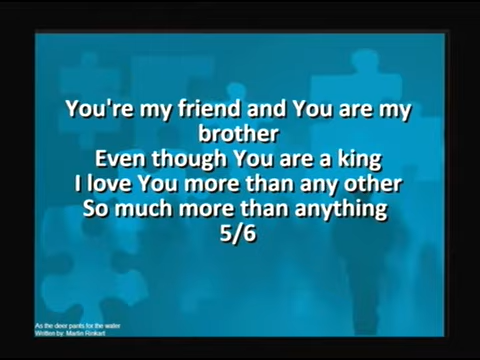 You're my friend and You are my
brother
Even though You are a king
I love You more than any other
So much more than anything
5/6
As the deer pants for the water
Written by: Martin Rinkart